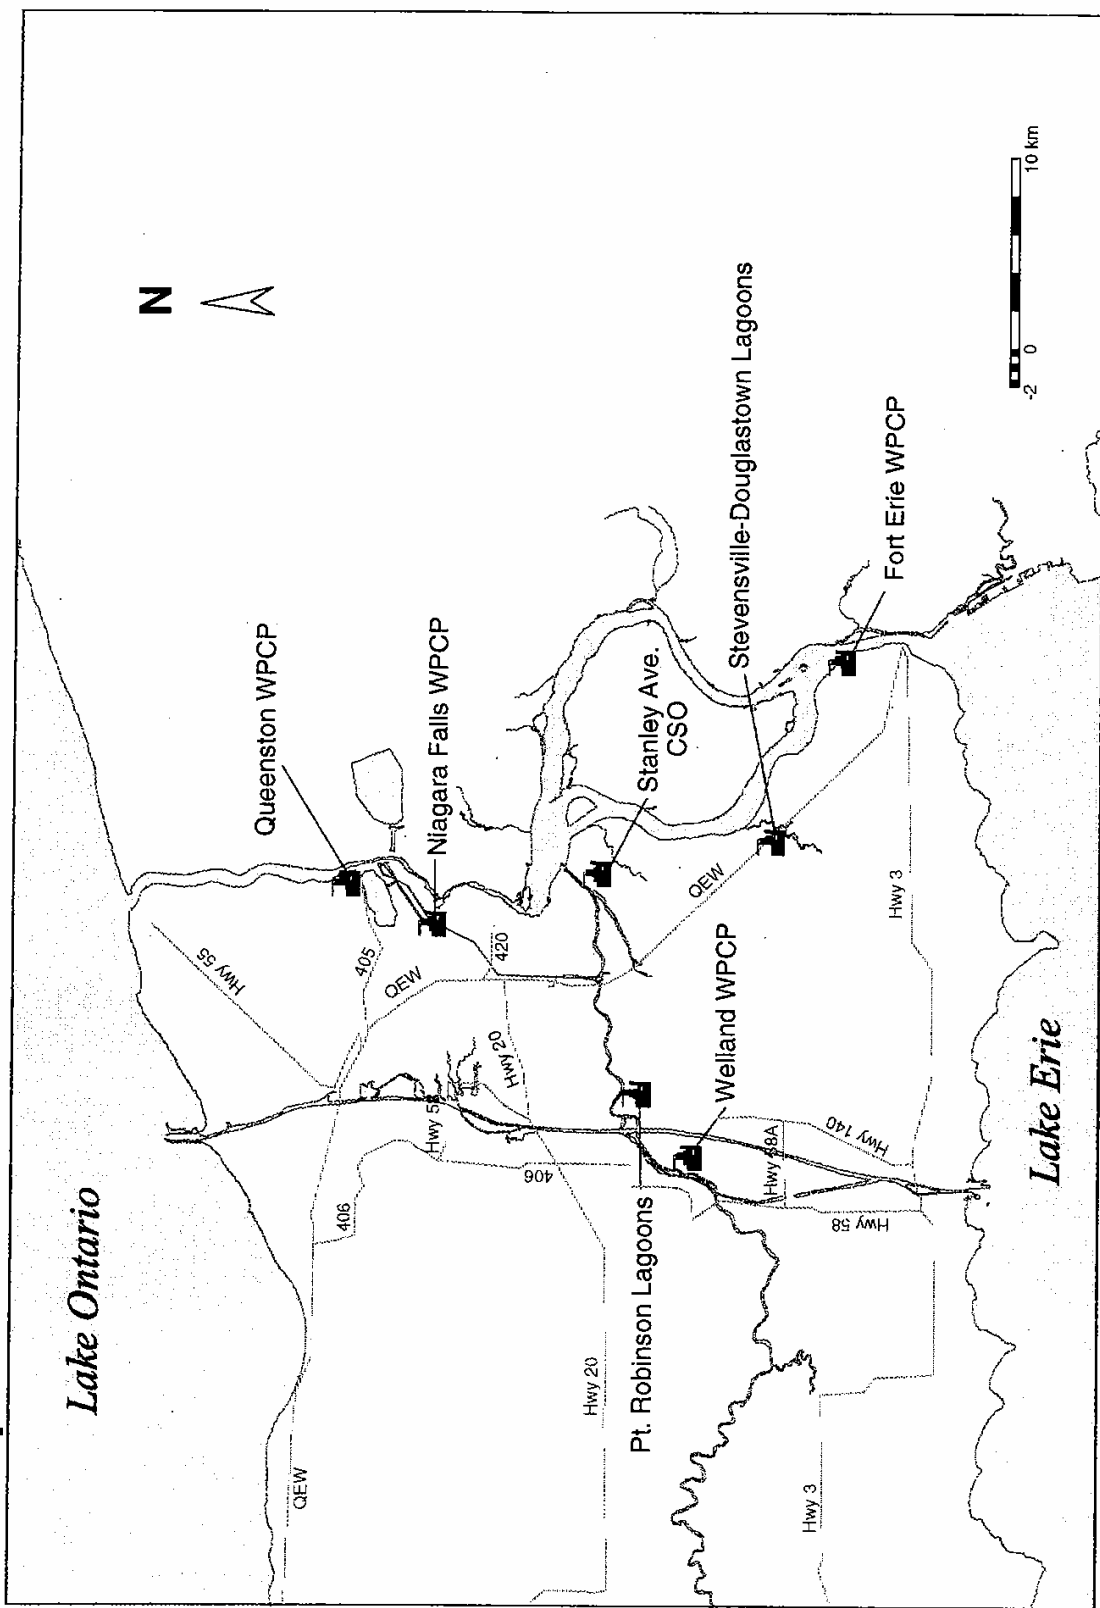 Lake Ontario
N
Queenston WPCP
Niagara Falls WPCP
Stanley Ave.
CSO
Stevensville-Douglastown Lagoons
Fort Erie WPCP
Welland WPCP
Pt. Robinson Lagoons
Lake Erie
QEW
406
Hwy 55
405
QEW
420
Hwy 58
406
Hwy 20
Hwy 20
QEW
Hwy 3
Hwy 140
Hwy 58A
Hwy 58
Hwy 3
-2
0
10 km